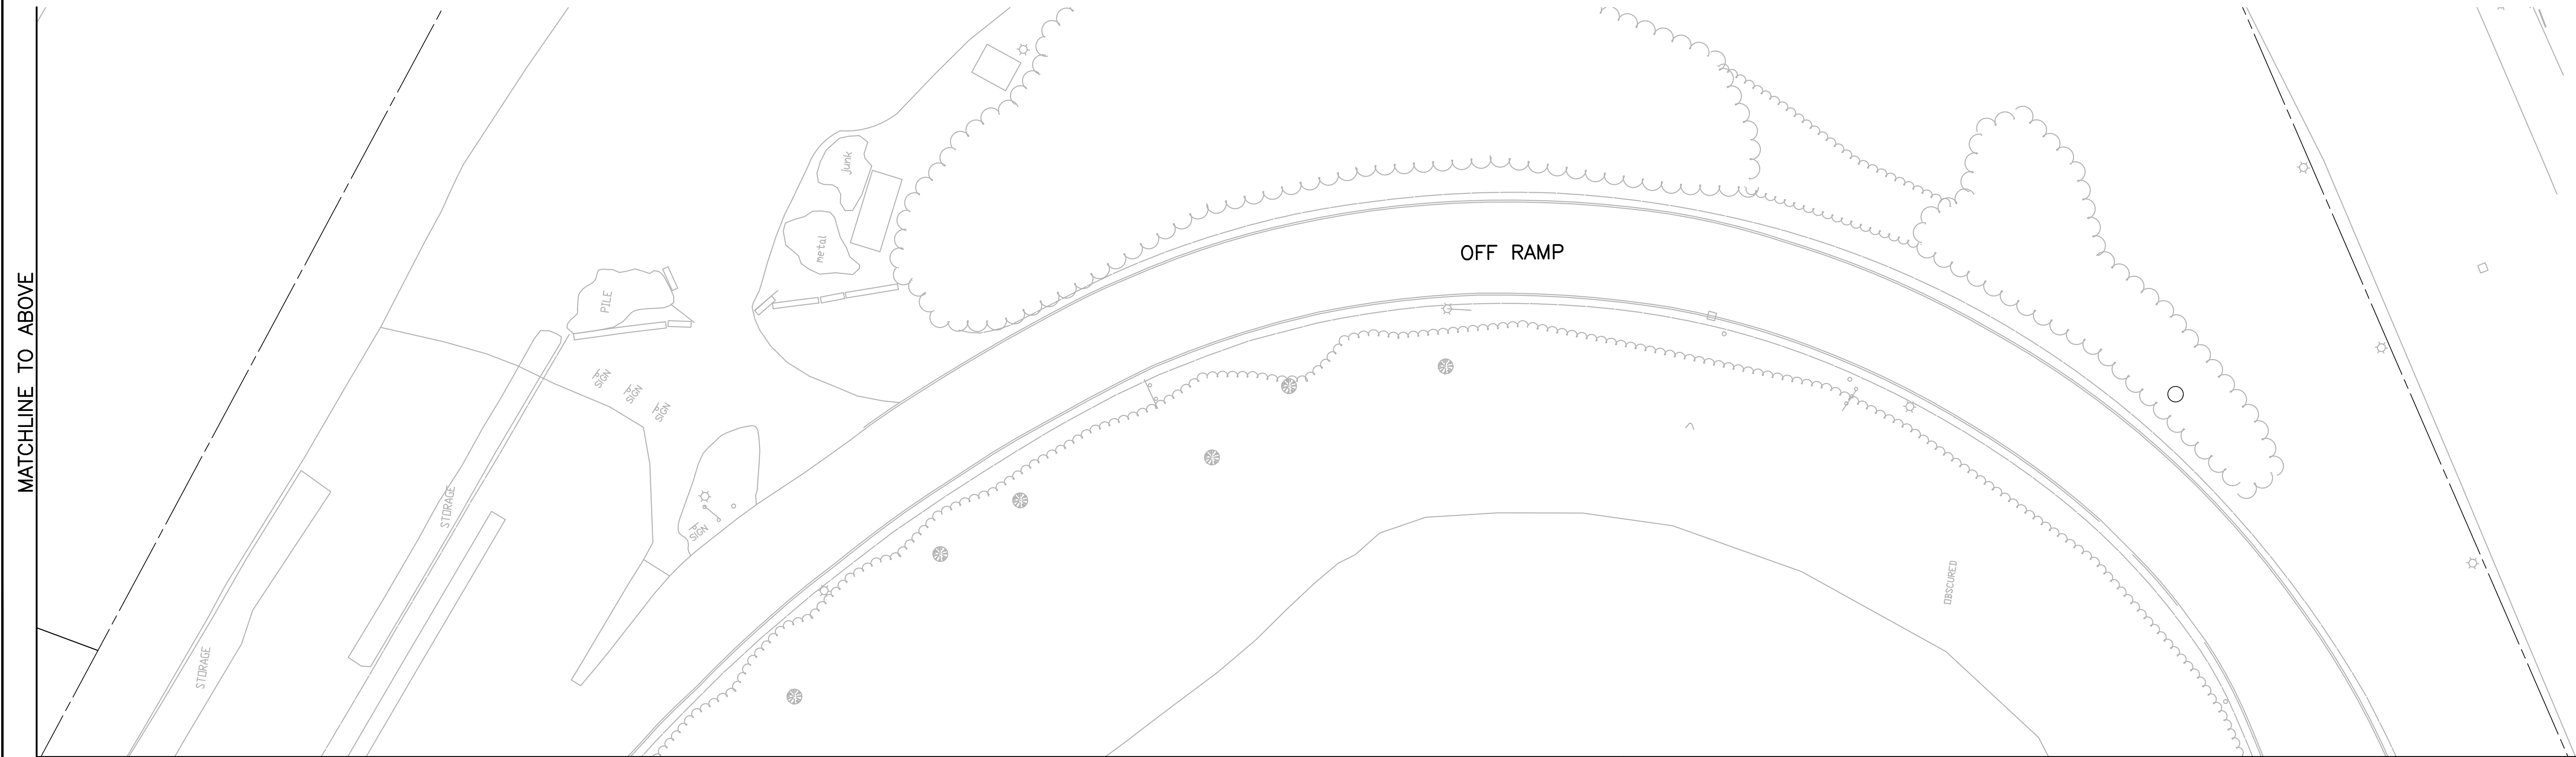 MATCHLINE TO ABOVE
junk
metal
PILE
OFF RAMP
SIGN
SIGN
SIGN
STORAGE
SIGN
OBSCURED
STORAGE